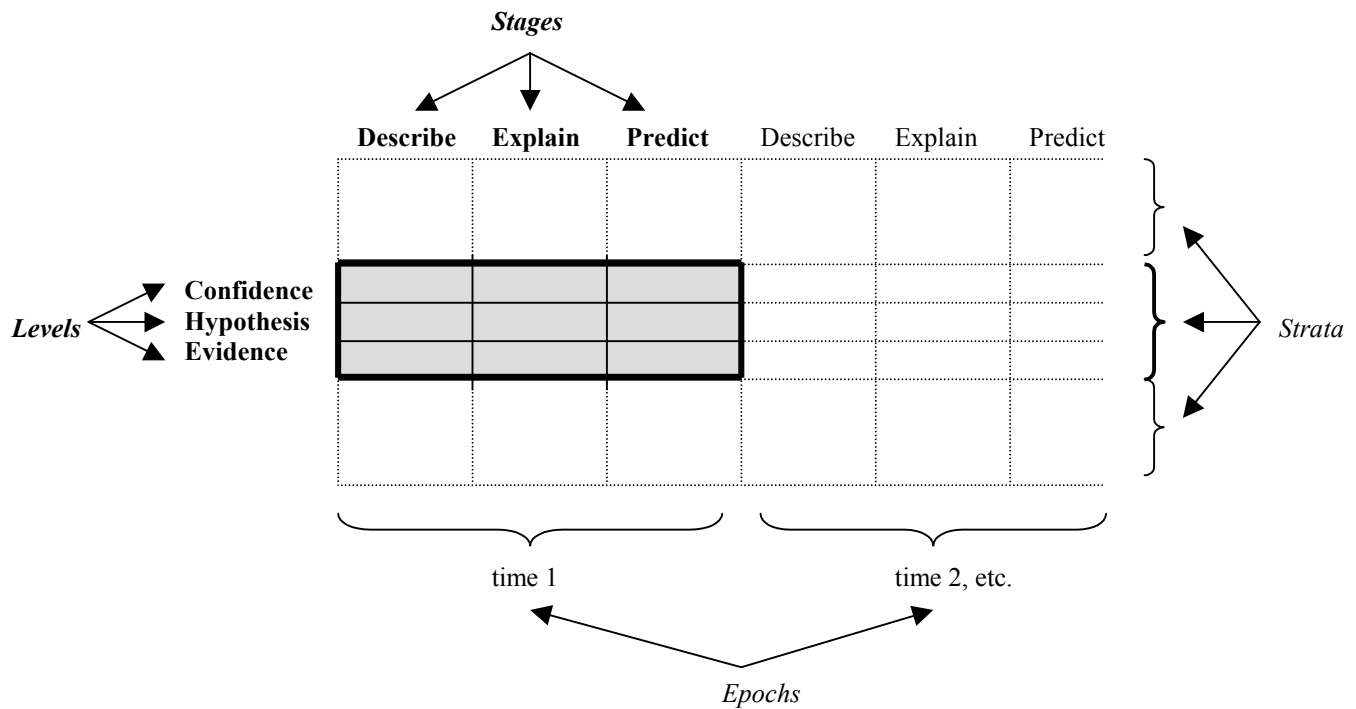 Stages
Describe Explain Predict Describe Explain Predict
Confidence
Levels Hypothesis Strata
Evidence
time 1 time 2, etc.
Epochs